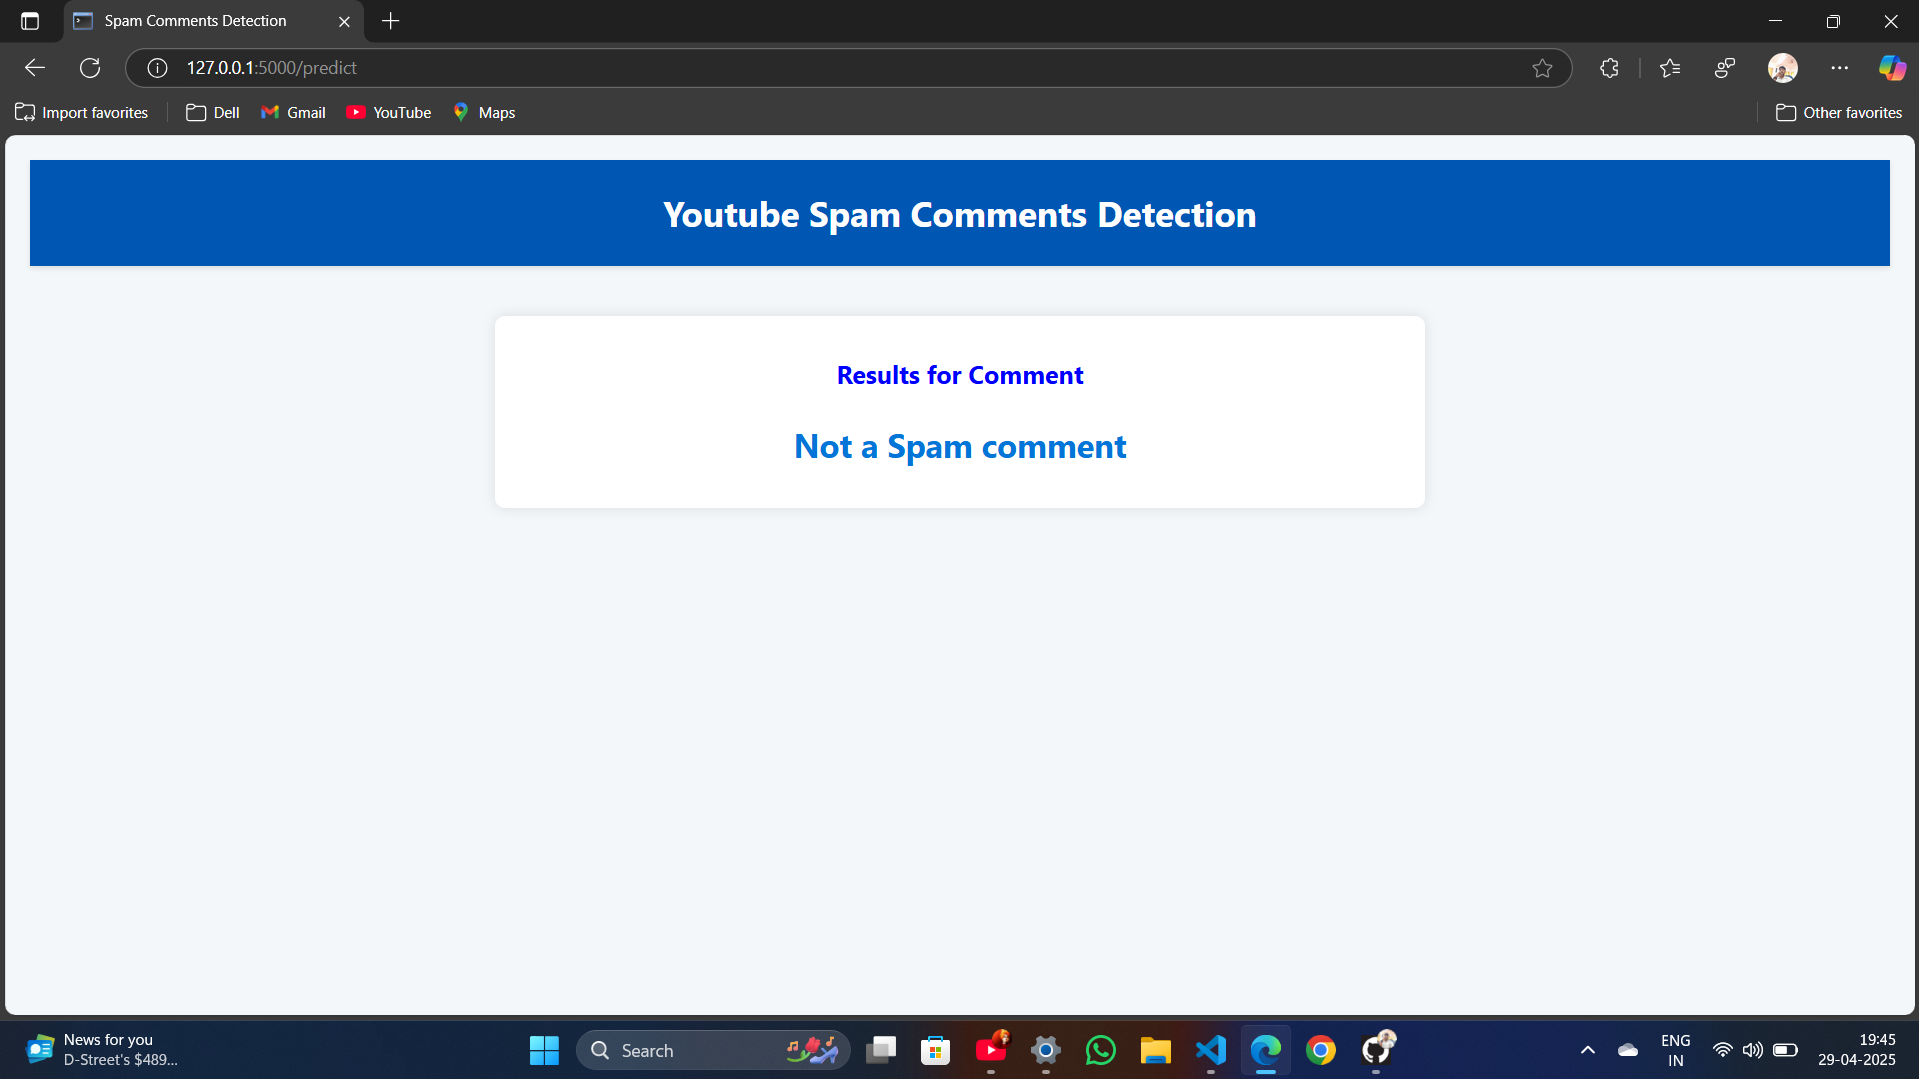 Spam Comments Detection
127.0.0.1:5000/predict
Import favorites
Dell
Gmail
YouTube
Maps
Other favorites
Youtube Spam Comments Detection
Results for Comment
Not a Spam comment
News for you
D-Street's $489...
Search
ENG
IN
19:45
29-04-2025